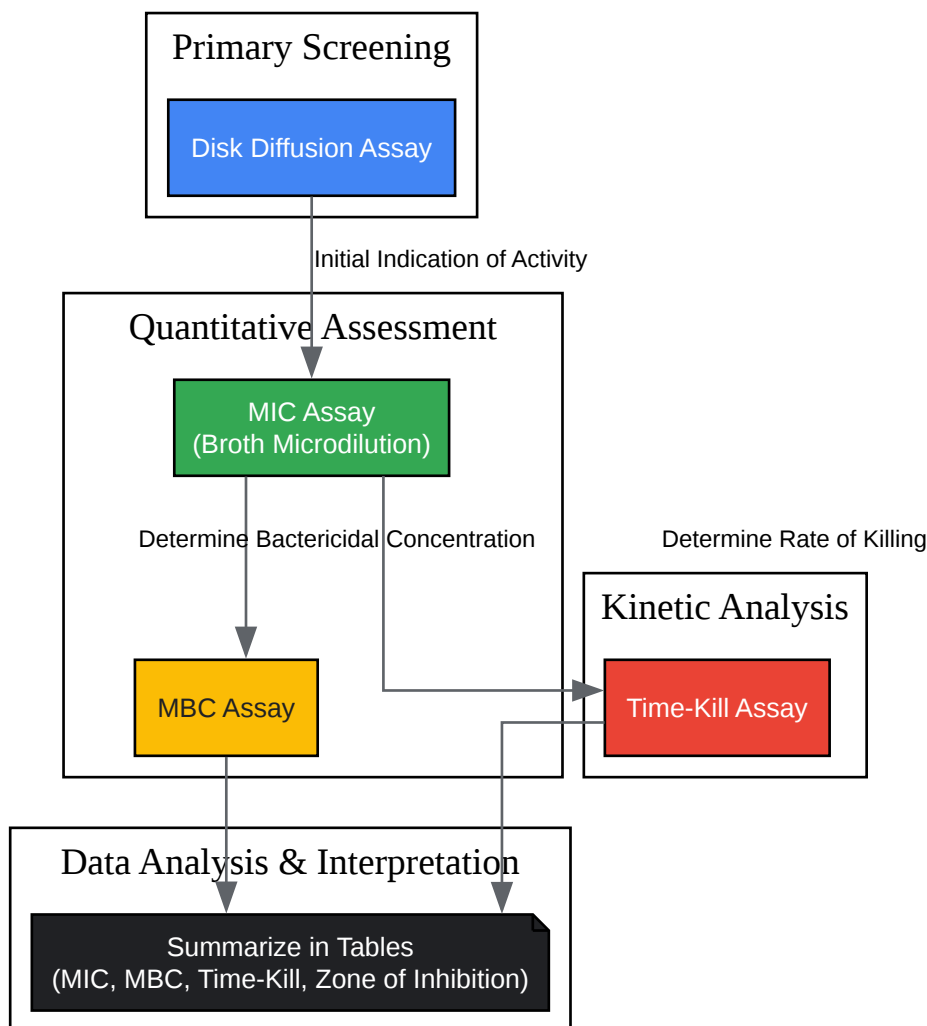 Primary Screening
Disk Diffusion Assay
Initial Indication of Activity
Quantitative Assessment
MIC Assay
(Broth Microdilution)
Determine Bactericidal Concentration
Determine Rate of Killing
Kinetic Analysis
MBC Assay
Time-Kill Assay
Data Analysis & Interpretation
Summarize in Tables
(MIC, MBC, Time-Kill, Zone of Inhibition)